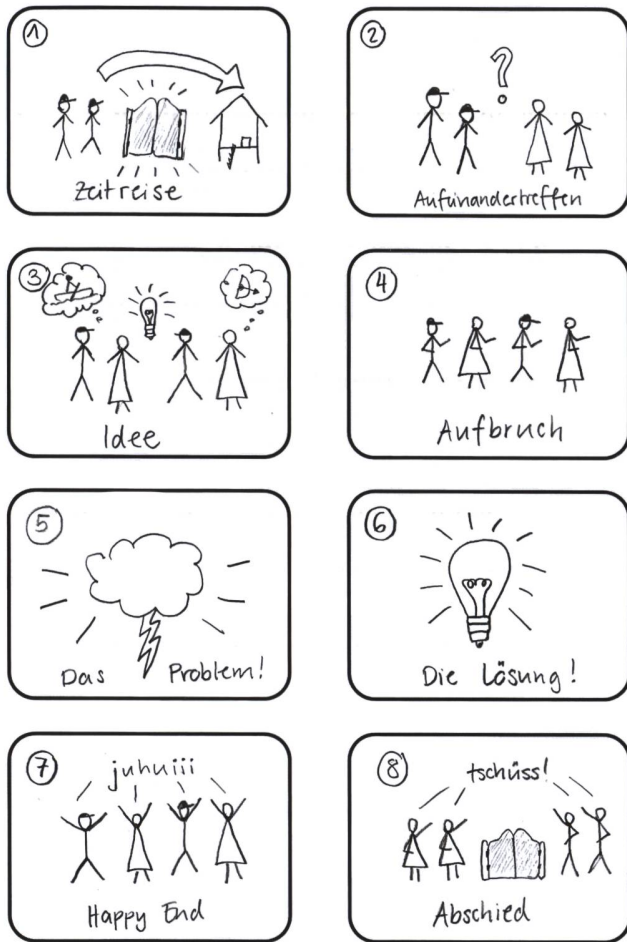 1
Zeitreise
2
?
Aufeinandertreffen
3
Idee
4
Aufbruch
5
Das Problem!
6
Die Lösung!
7
juhuiii
Happy End
8
tschüss!
Abschied